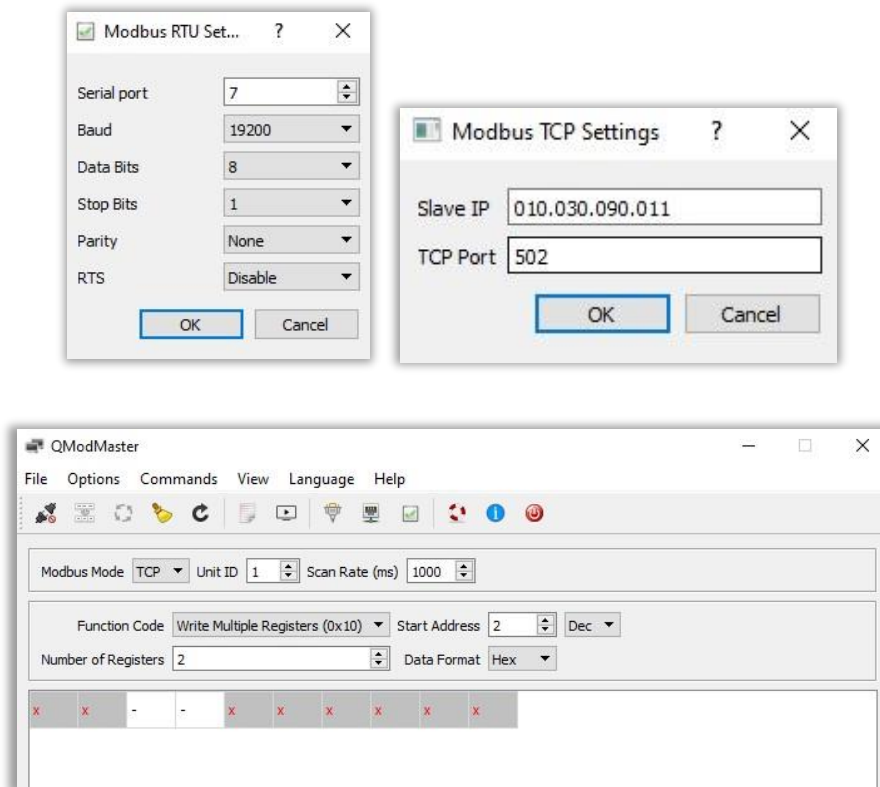 Modbus RTU Set... ?
Serial port 7
Baud 19200
Data Bits 8
Stop Bits 1
Parity None
RTS Disable
OK Cancel
Modbus TCP Settings ?
Slave IP 010.030.090.011
TCP Port 502
OK Cancel
QModMaster
File Options Commands View Language Help
Modbus Mode TCP Unit ID 1 Scan Rate (ms) 1000
Function Code Write Multiple Registers (0x10) Start Address 2 Dec
Number of Registers 2 Data Format Hex
x x - - x x x x x x